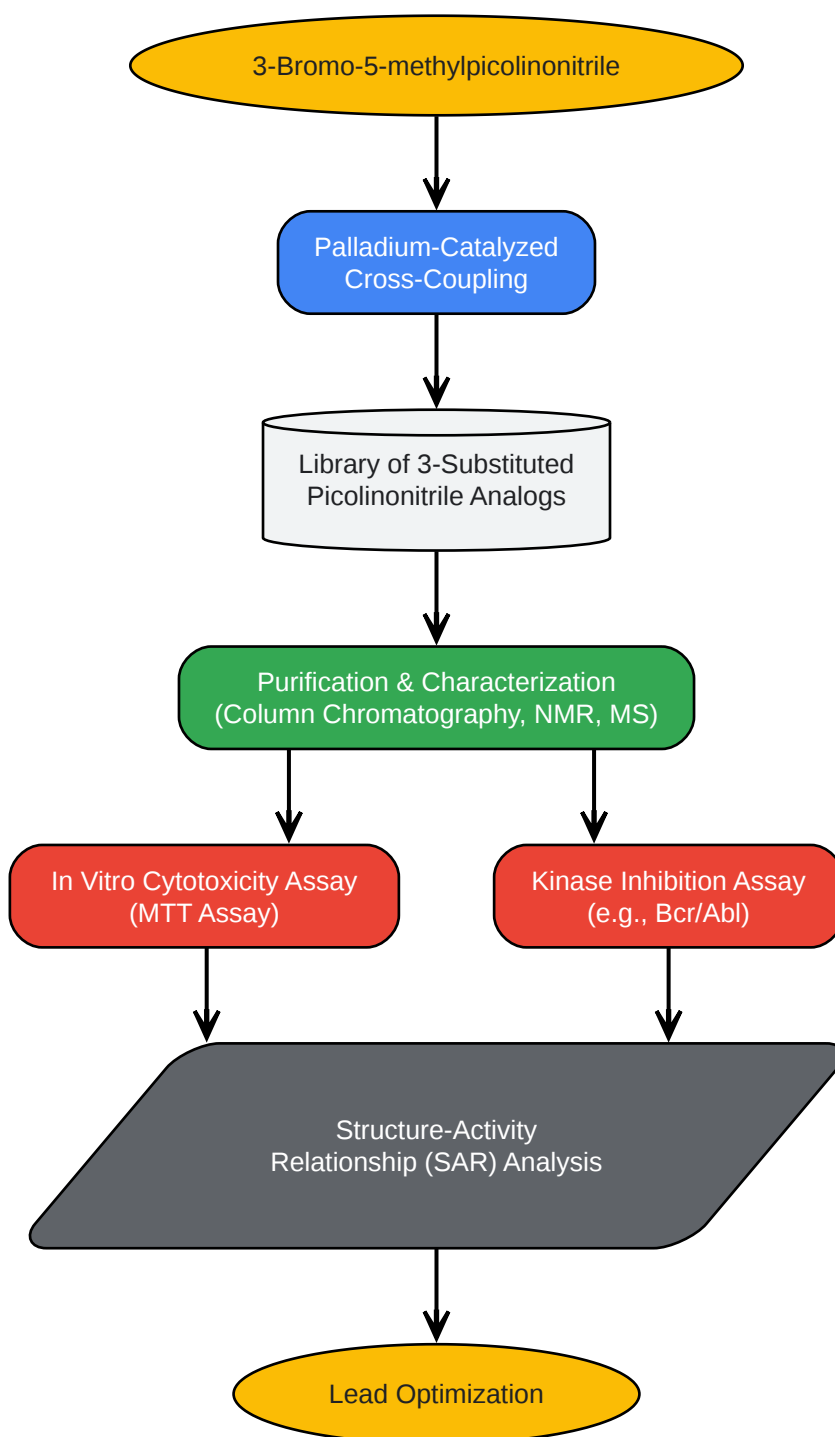 3-Bromo-5-methylpicolinonitrile
Palladium-Catalyzed
Cross-Coupling
Library of 3-Substituted
Picolinonitrile Analogs
Purification & Characterization
(Column Chromatography, NMR, MS)
In Vitro Cytotoxicity Assay
(MTT Assay)
Kinase Inhibition Assay
(e.g., Bcr/Abl)
Structure-Activity
Relationship (SAR) Analysis
Lead Optimization